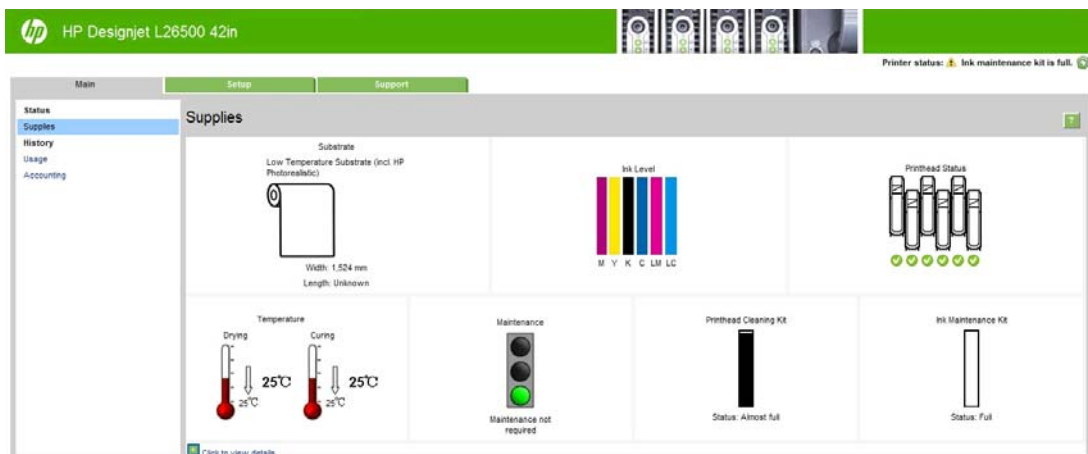 hp HP Designjet L26500 42in
Printer status: Ink maintenance kit is full.
Main Setup Support
Status
Supplies
History
Usage
Accounting
Supplies
?
Substrate
Low Temperature Substrate (incl. HP
Photorealistic)
Width: 1,524 mm
Length: Unknown
Ink Level
M Y K C LM LC
Printhead Status
Temperature
Drying Curing
25°C 25°C
25°C 25°C
Maintenance
Maintenance not
required
Printhead Cleaning Kit
Status: Almost full
Ink Maintenance Kit
Status: Full
Click to view details